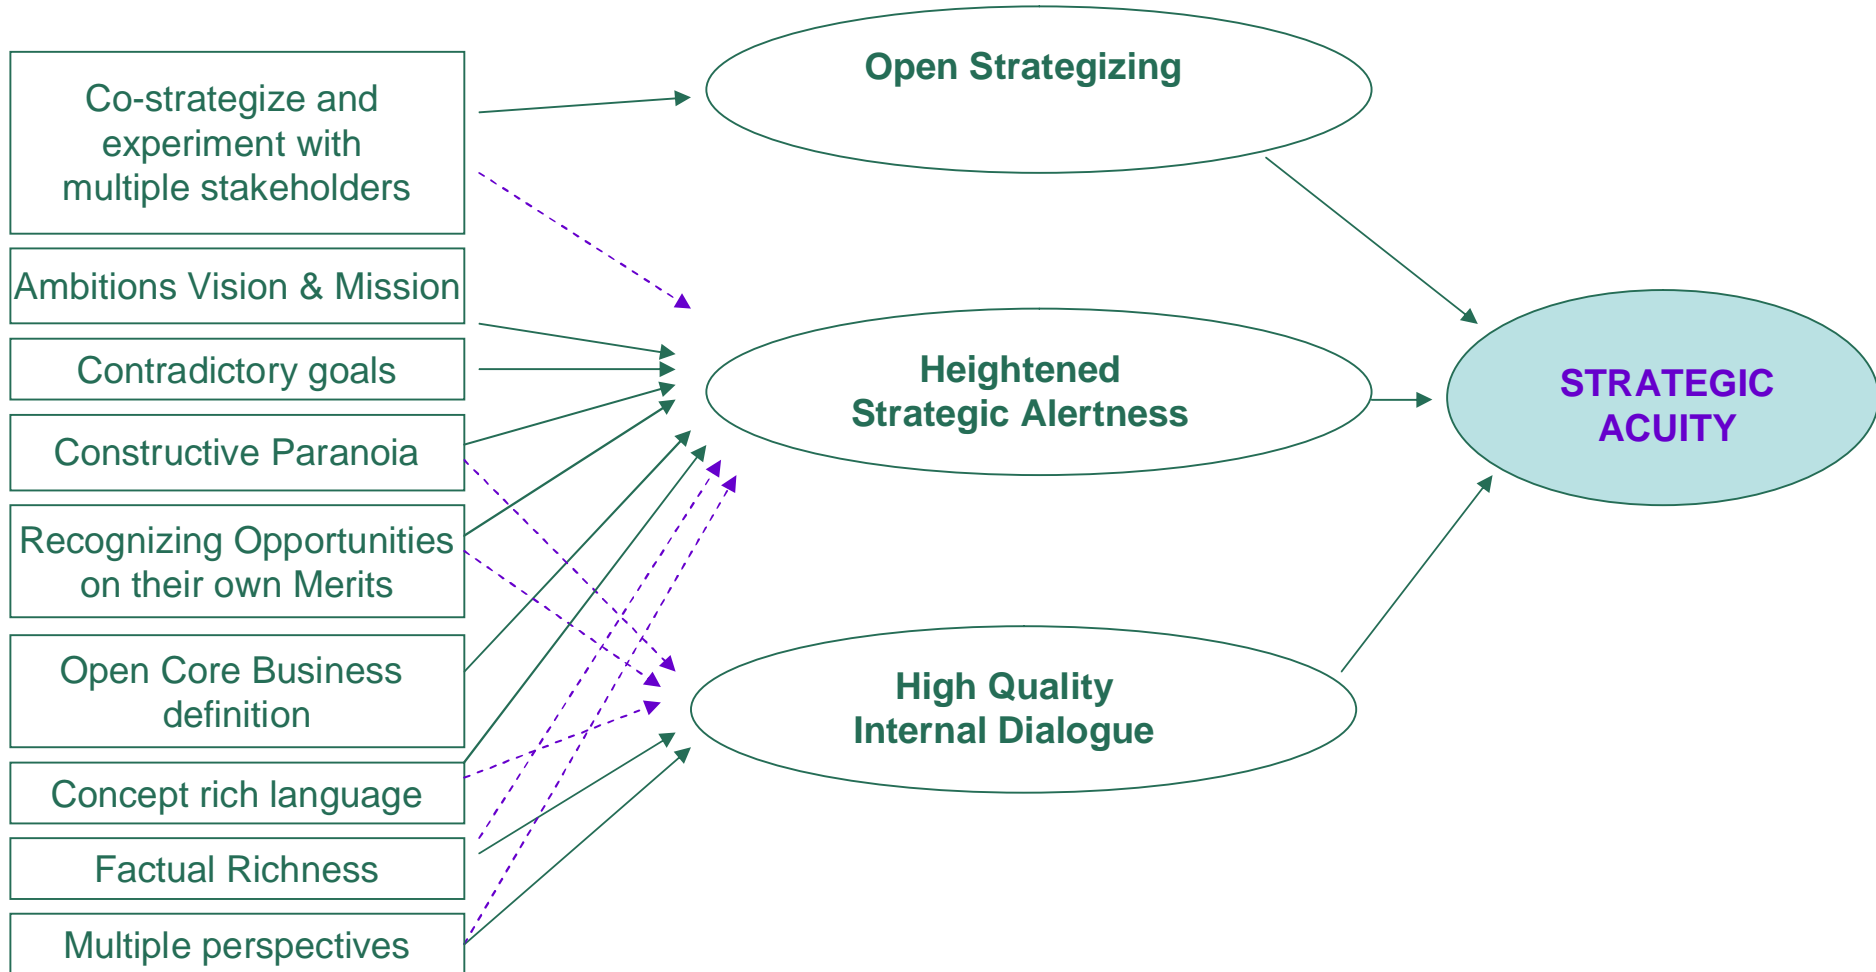 Co-strategize and
experiment with
multiple stakeholders
Ambitions Vision & Mission
Contradictory goals
Constructive Paranoia
Recognizing Opportunities
on their own Merits
Open Core Business
definition
Concept rich language
Factual Richness
Multiple perspectives
Open Strategizing
Heightened
Strategic Alertness
High Quality
Internal Dialogue
STRATEGIC
ACUITY